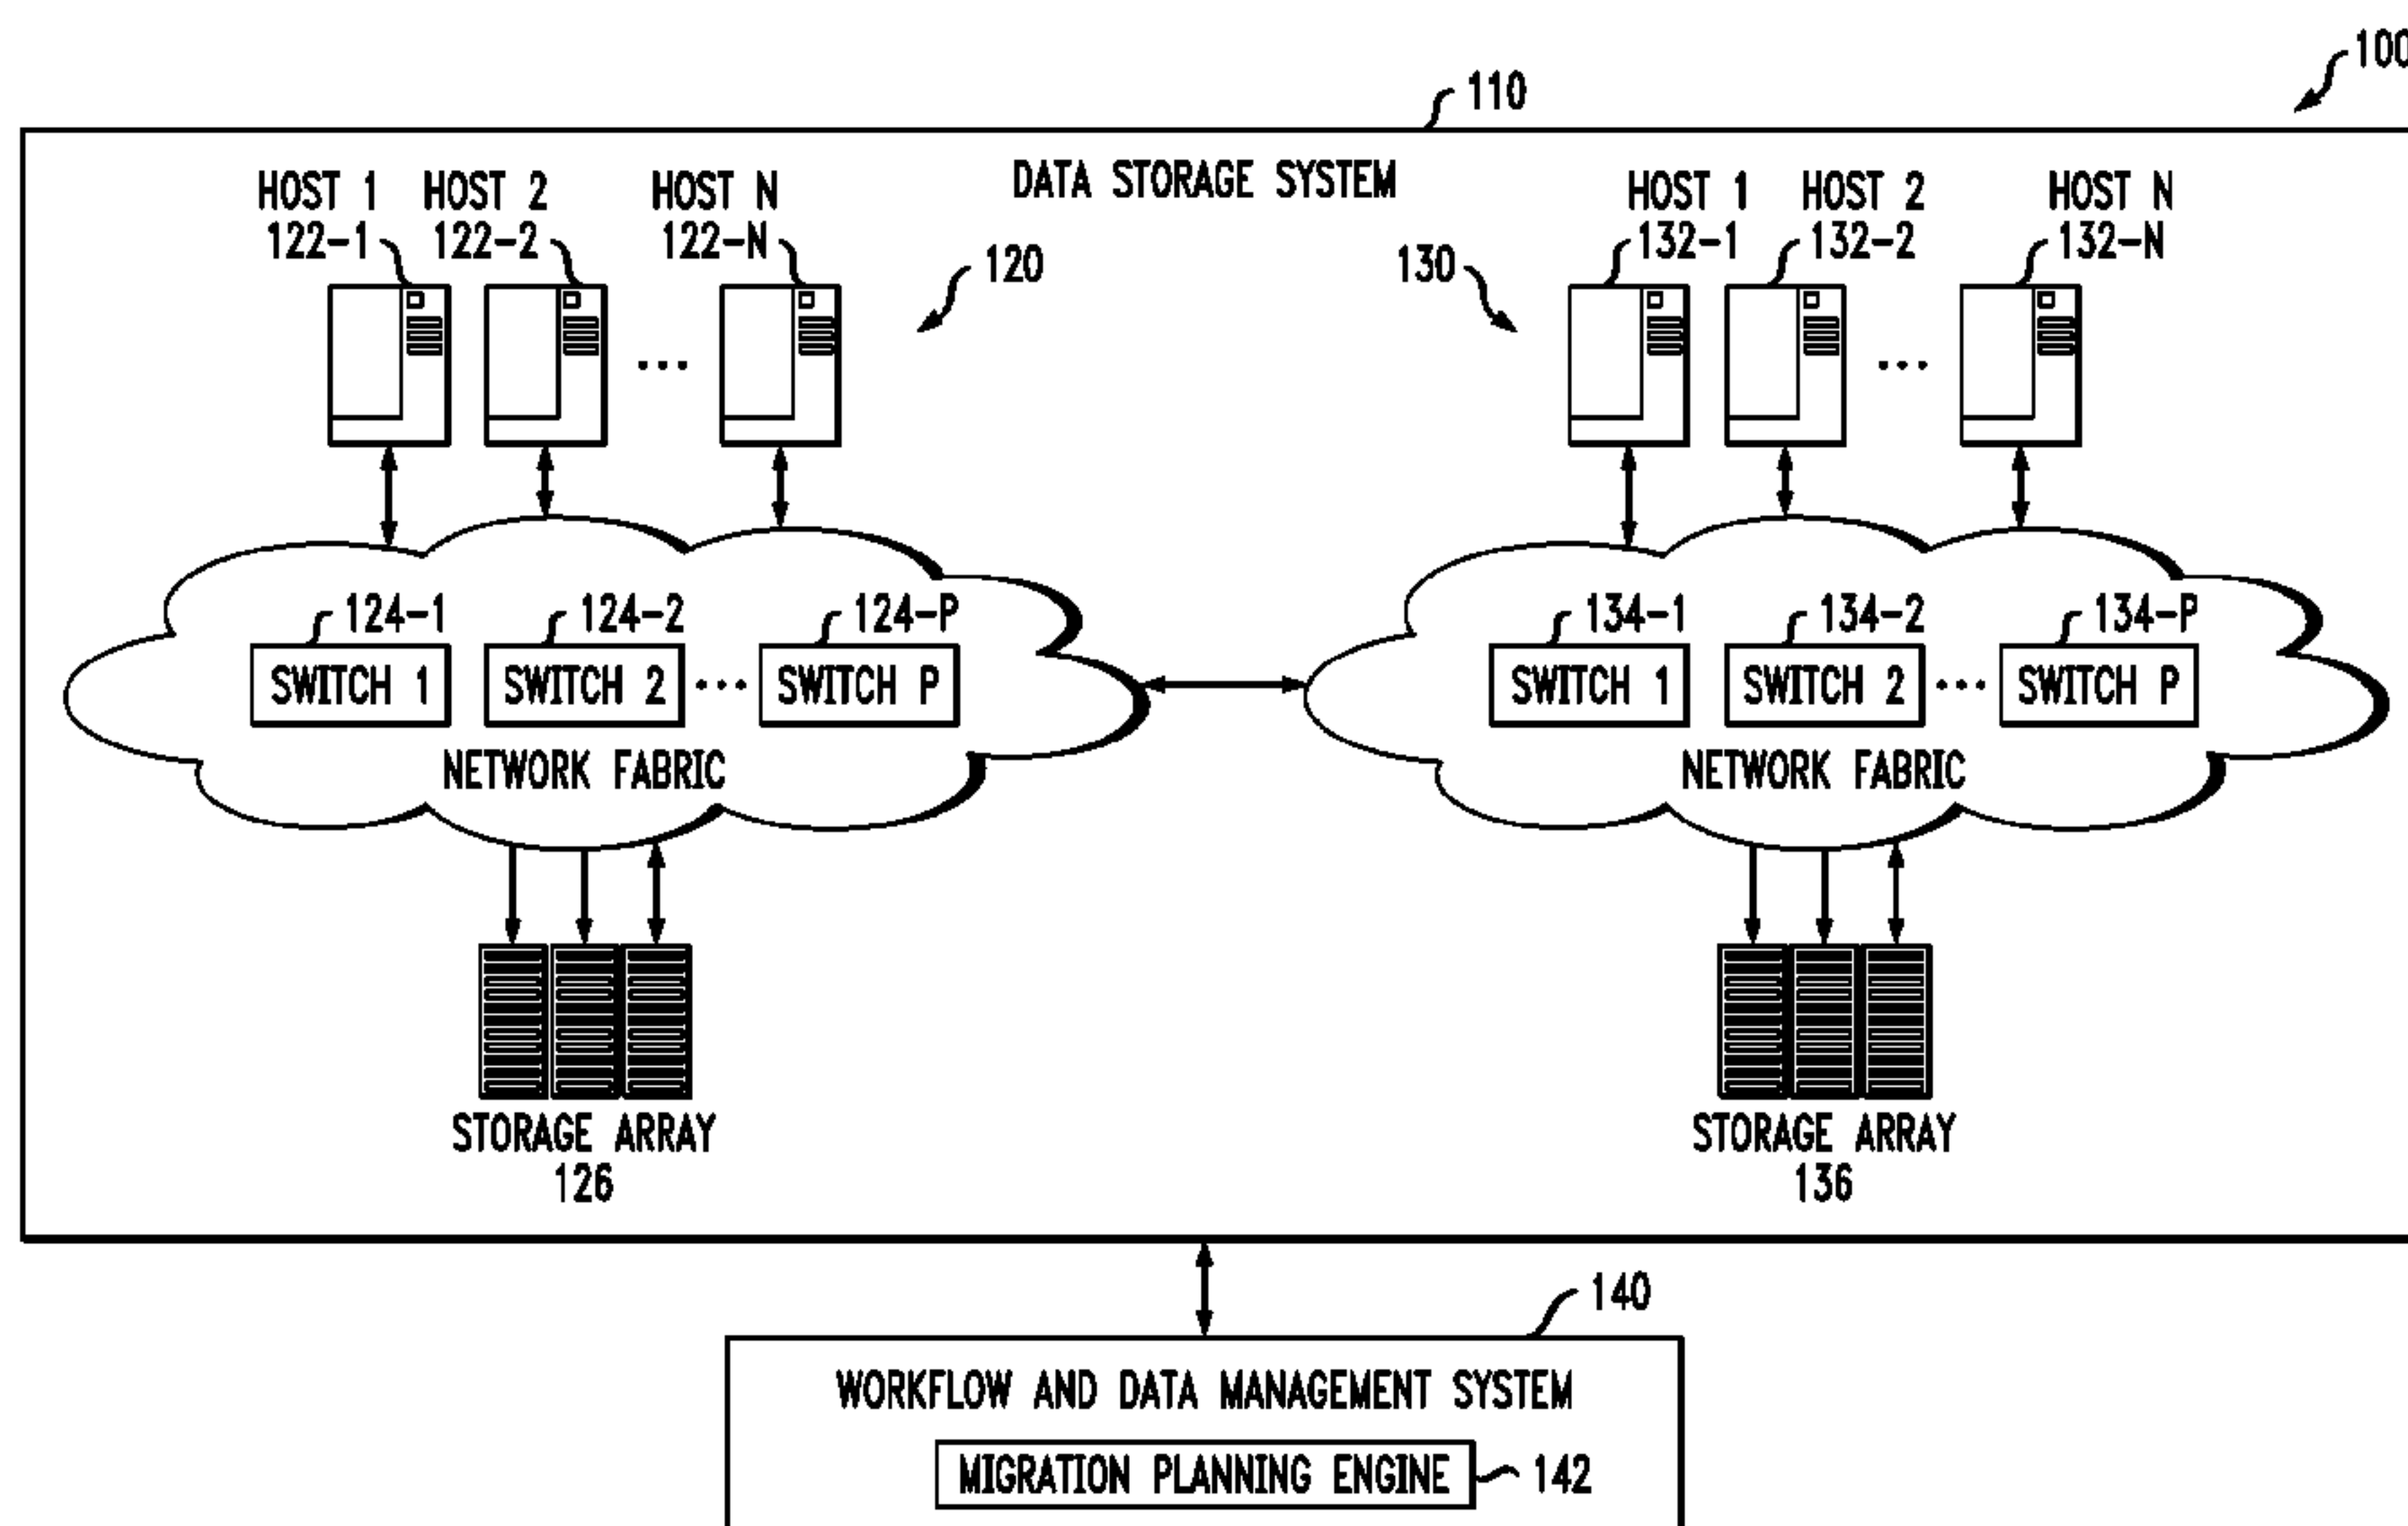 100
110
DATA STORAGE SYSTEM
HOST 1 HOST 2 HOST N
122-1 122-2 122-N
120
HOST 1 HOST 2 HOST N
132-1 132-2 132-N
130
...
...
124-1 124-2 124-P
SWITCH 1 SWITCH 2 ... SWITCH P
NETWORK FABRIC
134-1 134-2 134-P
SWITCH 1 SWITCH 2 ... SWITCH P
NETWORK FABRIC
STORAGE ARRAY
126
STORAGE ARRAY
136
140
WORKFLOW AND DATA MANAGEMENT SYSTEM
MIGRATION PLANNING ENGINE 142